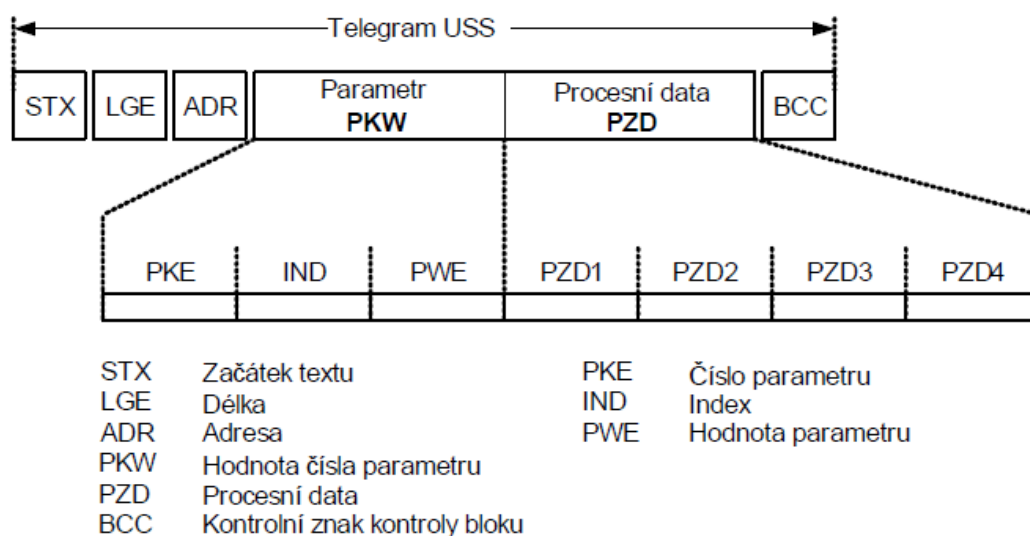 Telegram USS
STX LGE ADR Parametr PKW Procesní data PZD BCC
PKE IND PWE PZD1 PZD2 PZD3 PZD4
STX Začátek textu
LGE Délka
ADR Adresa
PKW Hodnota čísla parametru
PZD Procesní data
BCC Kontrolní znak kontroly bloku
PKE Číslo parametru
IND Index
PWE Hodnota parametru